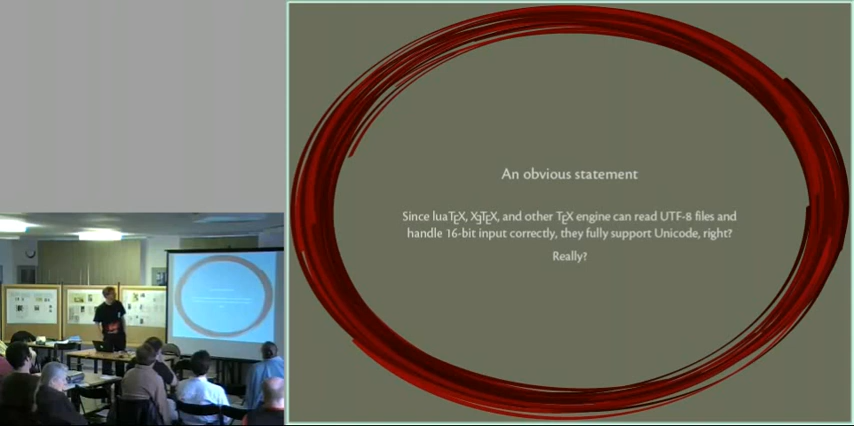 An obvious statement
Since luaTEX, XƎTEX, and other TEX engine can read UTF-8 files and
handle 16-bit input correctly, they fully support Unicode, right?
Really?